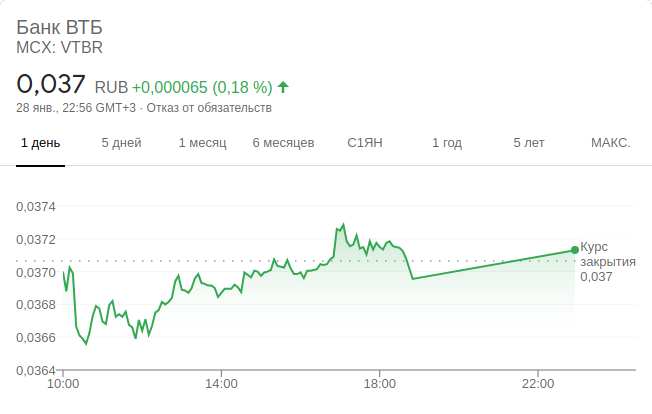 Банк ВТБ
MCX: VTBR
0,037 RUB +0,000065 (0,18 %)
28 янв., 22:56 GMT+3 · Отказ от обязательств
1 день 5 дней 1 месяц 6 месяцев С1ЯН 1 год 5 лет МАКС.
0,0374
0,0372
0,0370
0,0368
0,0366
0,0364
Курс
закрытия
0,037
10:00 14:00 18:00 22:00